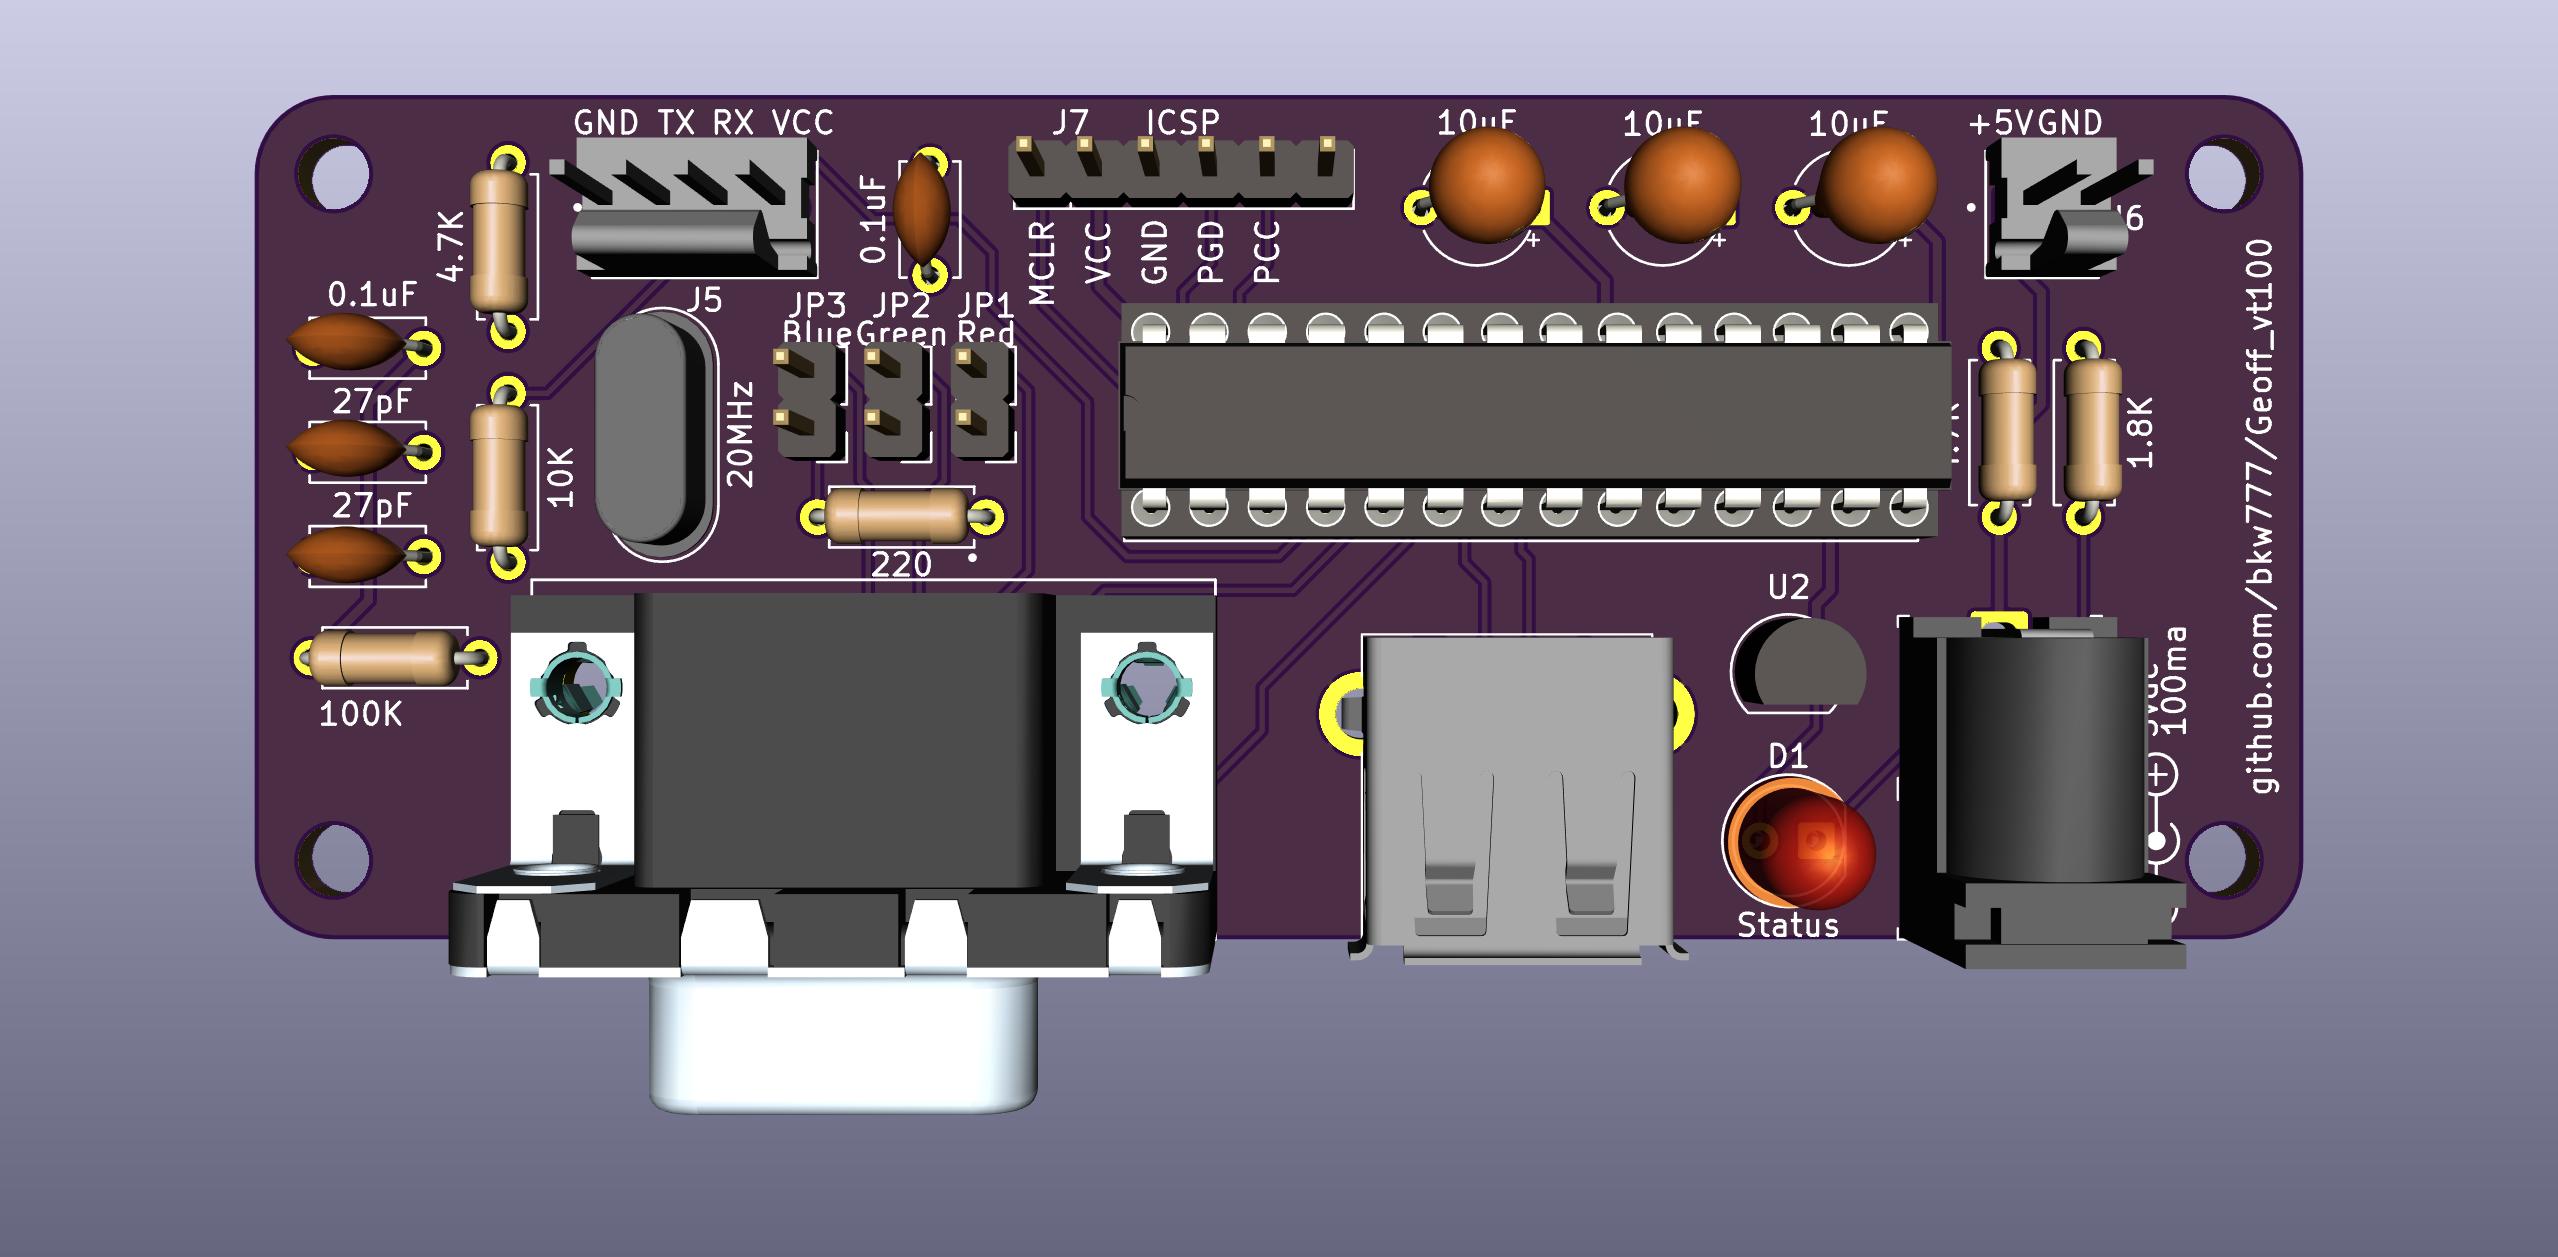 GND TX RX VCC
J7 ICSP
10uF
10uF
10uF
+5V GND
4.7K
0.1uF
MCLR
VCC
GND
PGD
PCC
0.1uF
J5
JP3
JP2
JP1
Blue
Green
Red
27pF
20MHz
10K
1.8K
27pF
220
100K
U2
D1
Status
100ma
github.com/bkw777/Geoff_vt100